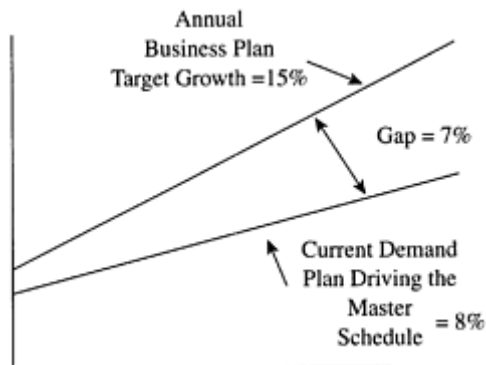 Annual
Business Plan
Target Growth =15%
Gap = 7%
Current Demand
Plan Driving the
Master
Schedule = 8%